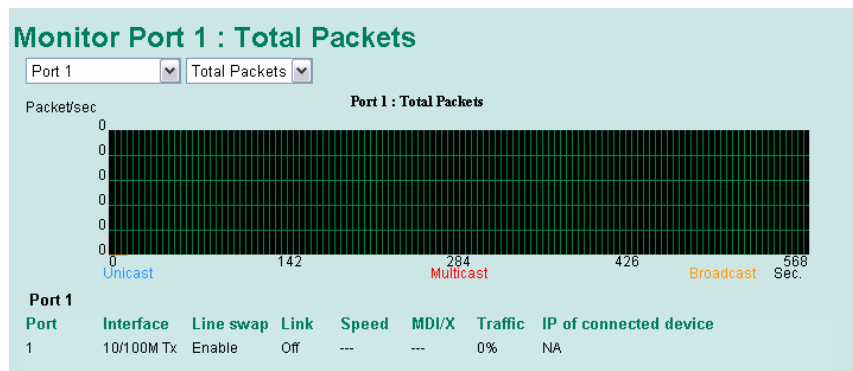 Monitor Port 1 : Total Packets
Port 1 Total Packets
Port 1 : Total Packets
Packet/sec
0
0
0
0
0
0
0 142 284 426 568
Unicast Multicast Broadcast Sec.
Port 1
Port Interface Line swap Link Speed MDI/X Traffic IP of connected device
1 10/100M Tx Enable Off --- --- 0% NA